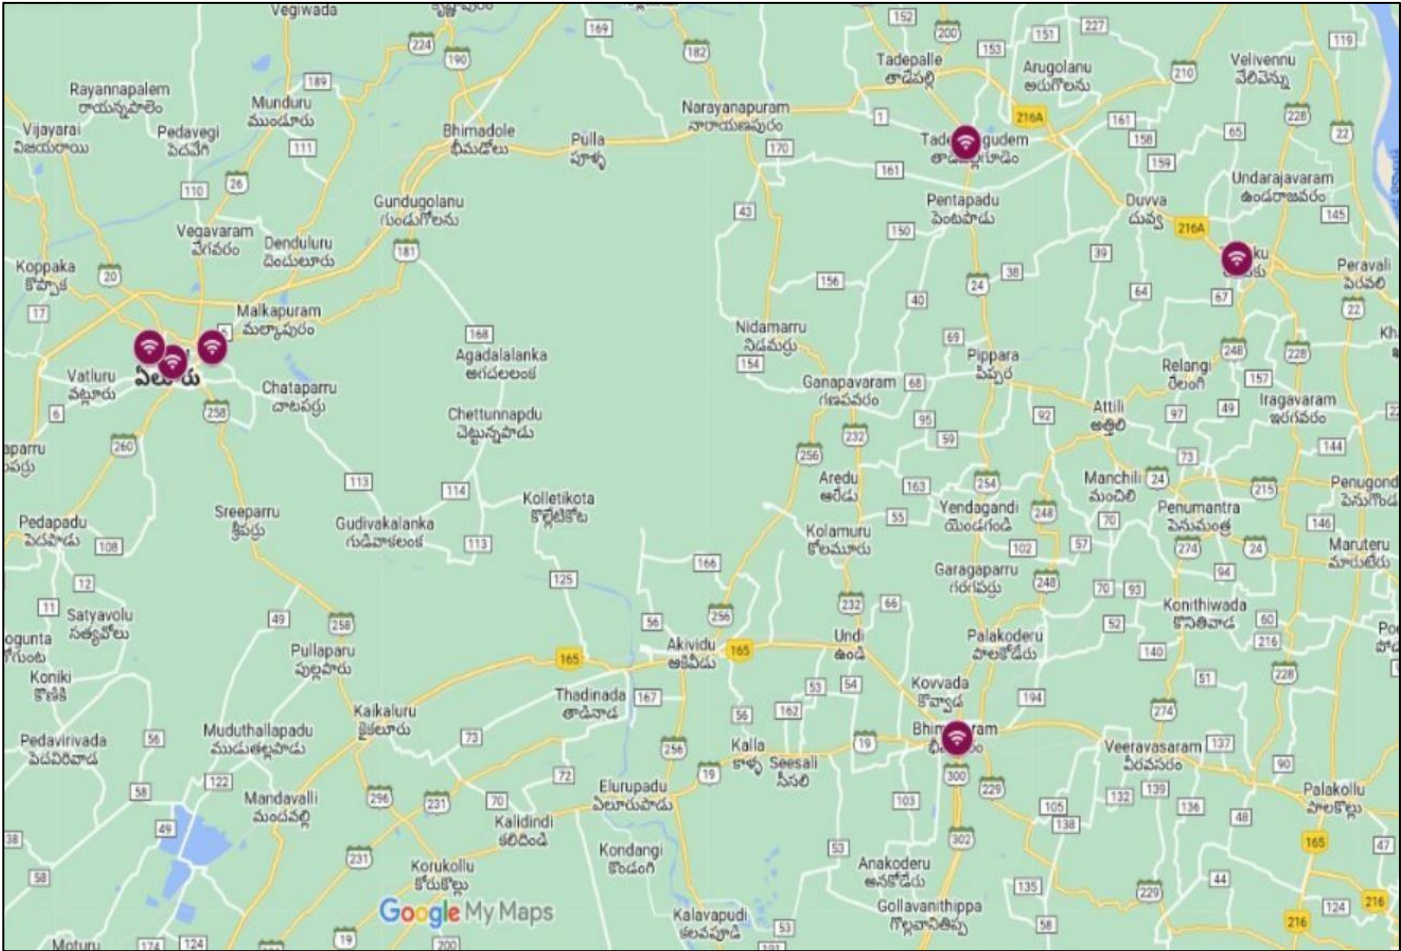 Vegiwada
169
152
200
227
151
153
119
224
190
182
Tadepalle
తాడేపల్లి
Arugolanu
అరుగొలను
210
Velivennu
వేలివెన్ను
189
Rayannapalem
రాయన్నపాలెం
Munduru
ముండూరు
Narayanapuram
నారాయణపురం
1
216A
161
228
22
Vijayarai
విజయరాయి
Pedavegi
పెదవేగి
111
Bhimadole
భీమడోలు
Pulla
పూళ్ళ
170
158
65
159
161
110
26
Gundugolanu
గుండుగోలను
43
Pentapadu
పెంటపాడు
Duvva
దువ్వ
Undarajavaram
ఉండరాజవరం
145
Vegavaram
వేగవరం
Denduluru
దెందులూరు
181
150
216A
39
Koppaka
కొప్పాక
20
156
38
24
Peravali
పెరవలి
40
64
67
22
17
Malkapuram
మల్కాపురం
168
Agadalalanka
అగదలలంక
Nidamarru
నిడమర్రు
154
69
Pippara
పిప్పర
248
228
Relangi
రేలంగి
157
Vatluru
వట్లూరు
ఏలూరు
Chataparru
చాటపర్రు
Ganapavaram
గణపవరం
68
6
258
Chettunnapdu
చెట్టున్నపాడు
95
92
Attili
అత్తిలి
97
49
Iragavaram
ఇరగవరం
260
232
59
144
256
73
113
114
Aredu
ఆరేడు
163
254
Manchili
మంచిలి
24
215
Kolletikota
కొల్లేటికోట
Sreeparru
శ్రీపర్రు
Gudivakalanka
గుడివాకలంక
55
Yendagandi
యెండగండి
248
70
Penumantra
పెనుమంత్ర
146
Pedapadu
పెదపాడు
108
113
Kolamuru
కోలమూరు
102
57
274
24
Maruteru
మారుటేరు
12
125
166
Garagaparru
గరగపర్రు
248
70
93
94
11
Satyavolu
సత్యవోలు
49
258
56
256
232
66
52
Konithiwada
కొనితివాడ
60
216
Pullaparu
పుల్లపారు
165
Akividu
ఆకివీడు
165
Undi
ఉండి
Palakoderu
పాలకోడేరు
140
Koniki
కొణికి
228
51
Thadinada
తాడినాడ
167
53
54
Kovvada
కొవ్వాడ
194
Kaikaluru
కైకలూరు
56
162
274
Muduthallapadu
ముడుతల్లపాడు
56
73
256
Kalla
కాళ్ళ
Seesali
సీసలి
19
Veeravasaram
వీరవసరం
137
Pedavirivada
పెదవిరివాడ
122
72
19
300
229
90
58
Mandavalli
మండవల్లి
296
231
70
Elurupadu
ఏలూరుపాడు
103
105
132
139
136
Palakollu
పాలకొల్లు
49
Kalidindi
కలిదిండి
138
48
38
231
Kondangi
కొండంగి
53
302
165
47
58
Korukollu
కోరుకొల్లు
Anakoderu
అనకోడేరు
135
229
44
Google My Maps
Kalavapudi
కలవపూడి
53
Gollavanithippa
గొల్లవానితిప్ప
58
216
124
216
Moturu
174
124
19
200